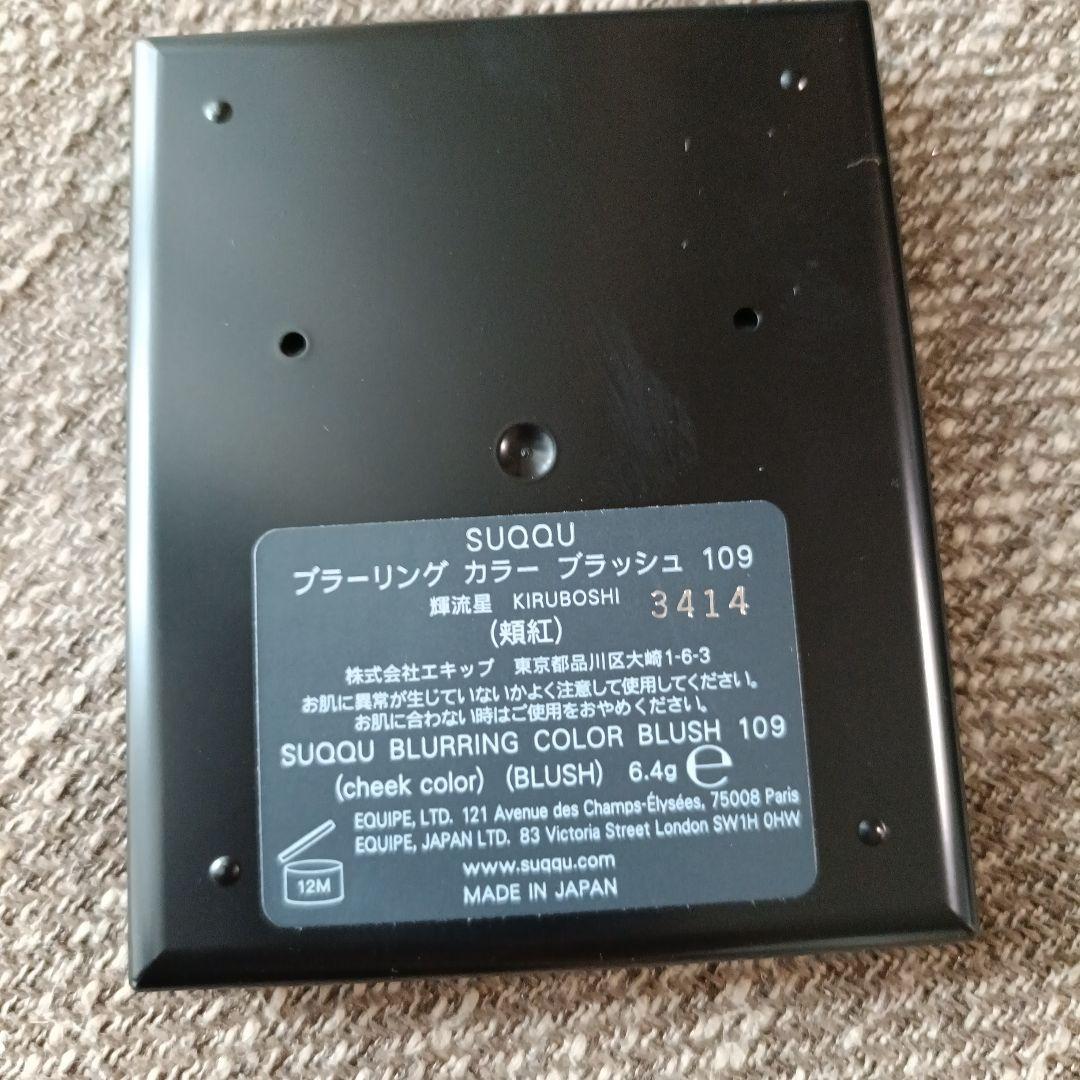 SUQQU
ブラーリング カラー ブラッシュ 109
輝流星 KIRUBOSHI 3414
(頬紅)
株式会社エキップ 東京都品川区大崎1-6-3
お肌に異常が生じていないかよく注意して使用してください。
お肌に合わない時はご使用をおやめください。
SUQQU BLURRING COLOR BLUSH 109
(cheek color) (BLUSH) 6.4g ℮
EQUIPE, LTD. 121 Avenue des Champs-Élysées, 75008 Paris
EQUIPE, JAPAN LTD. 83 Victoria Street London SW1H 0HW
12M
www.suqqu.com
MADE IN JAPAN